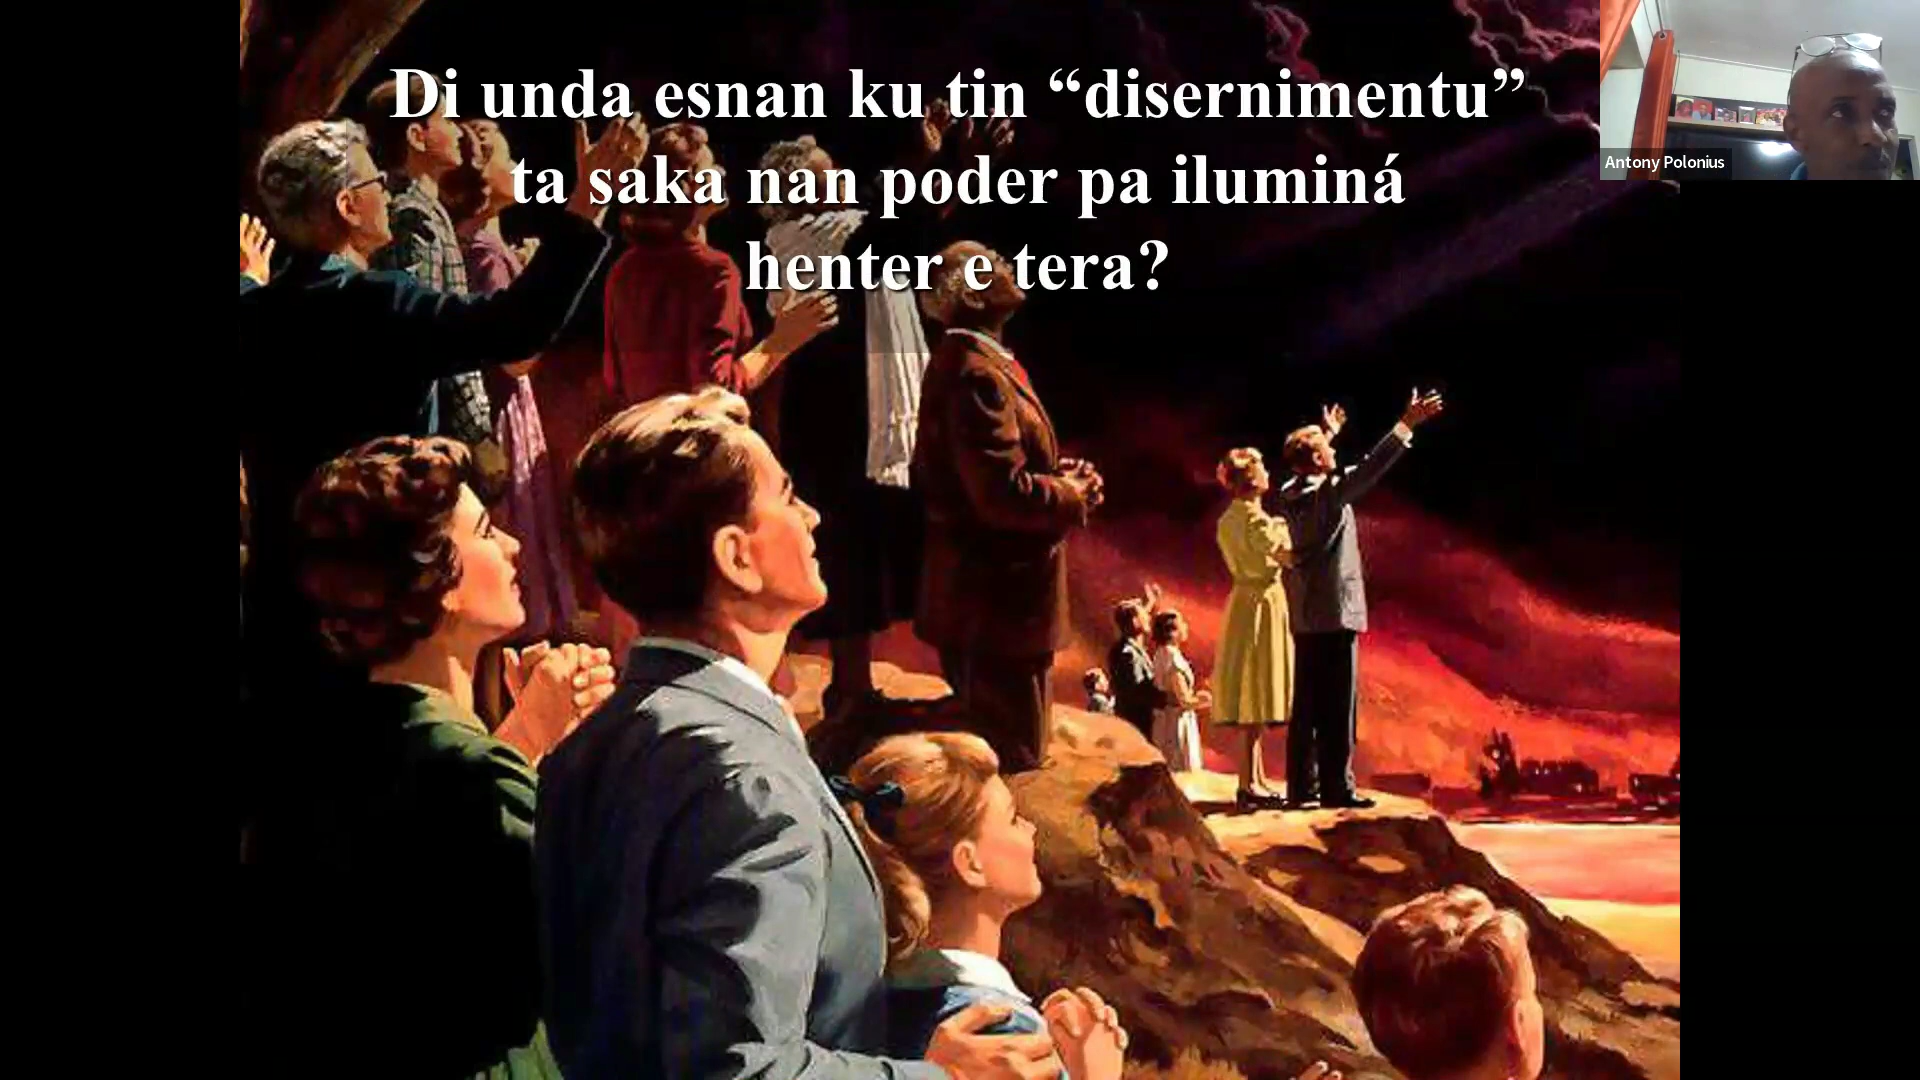 Di unda esnan ku tin “disernimentu”
ta saka nan poder pa iluminá
henter e tera?
Antony Polonius